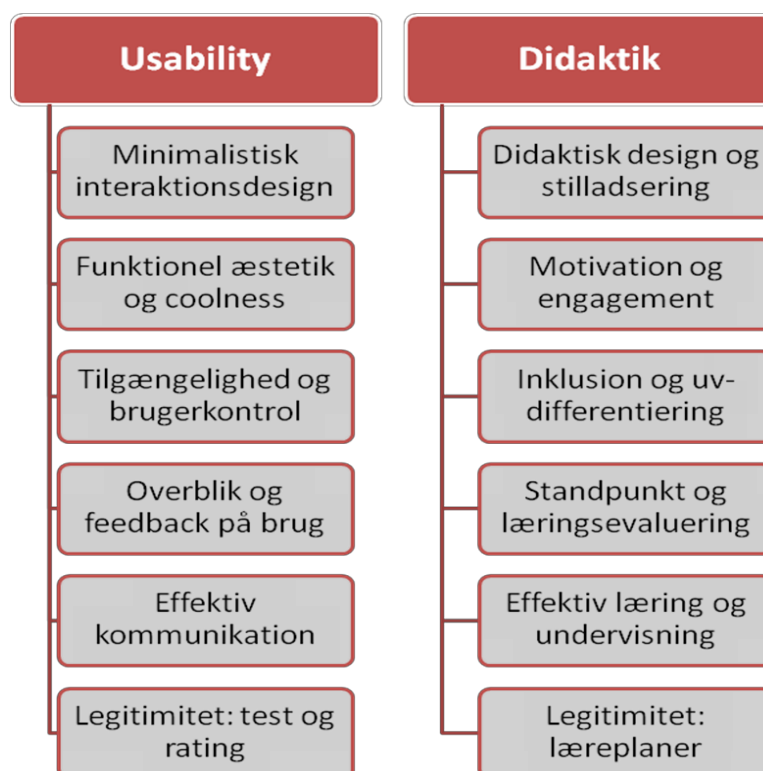 Usability
Minimalistisk
interaktionsdesign
Funktionel æstetik
og coolness
Tilgængelighed og
brugerkontrol
Overblik og
feedback på brug
Effektiv
kommunikation
Legitimitet: test og
rating
Didaktik
Didaktisk design og
stilladsering
Motivation og
engagement
Inklusion og uv-
differentiering
Standpunkt og
læringsevaluering
Effektiv læring og
undervisning
Legitimitet:
læreplaner